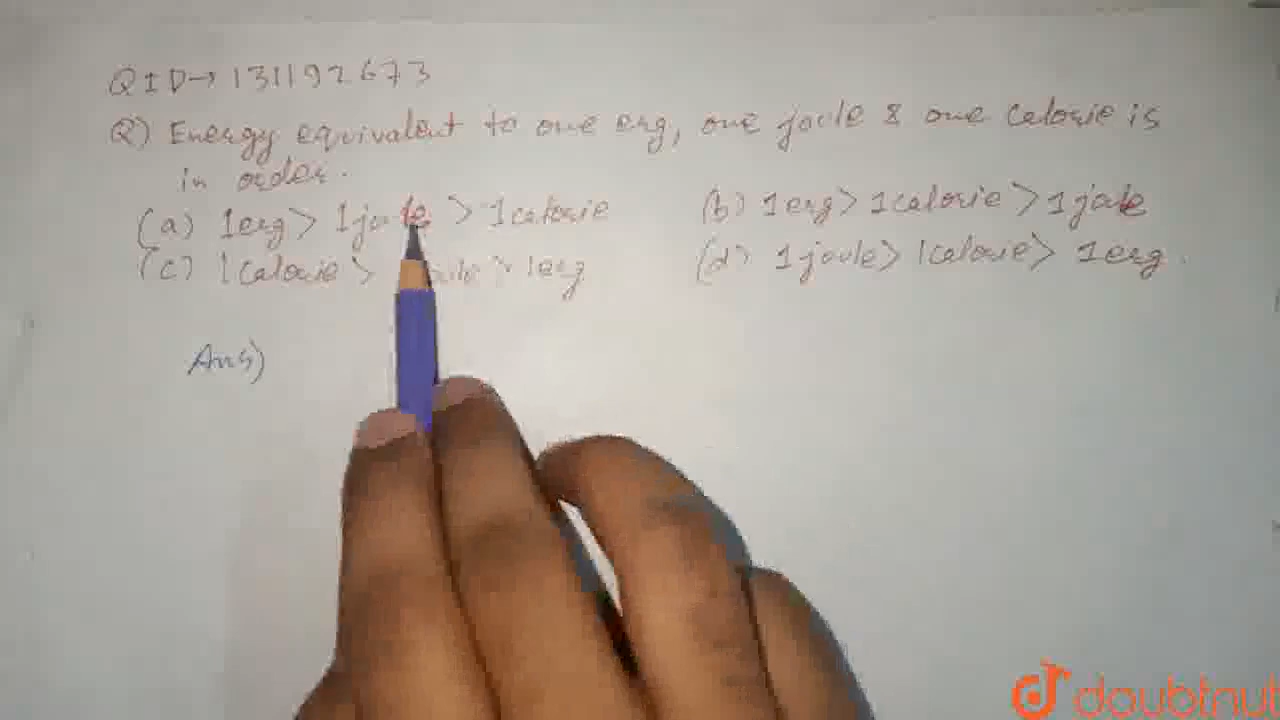 QID→131192673
Q) Energy equivalent to one erg, one joule & one calorie is
in order.
(a) 1erg > 1joule > 1calorie (b) 1erg > 1calorie > 1joule
(c) 1calorie > > 1erg (d) 1joule > 1calorie > 1erg.
Ans)
doubtnut